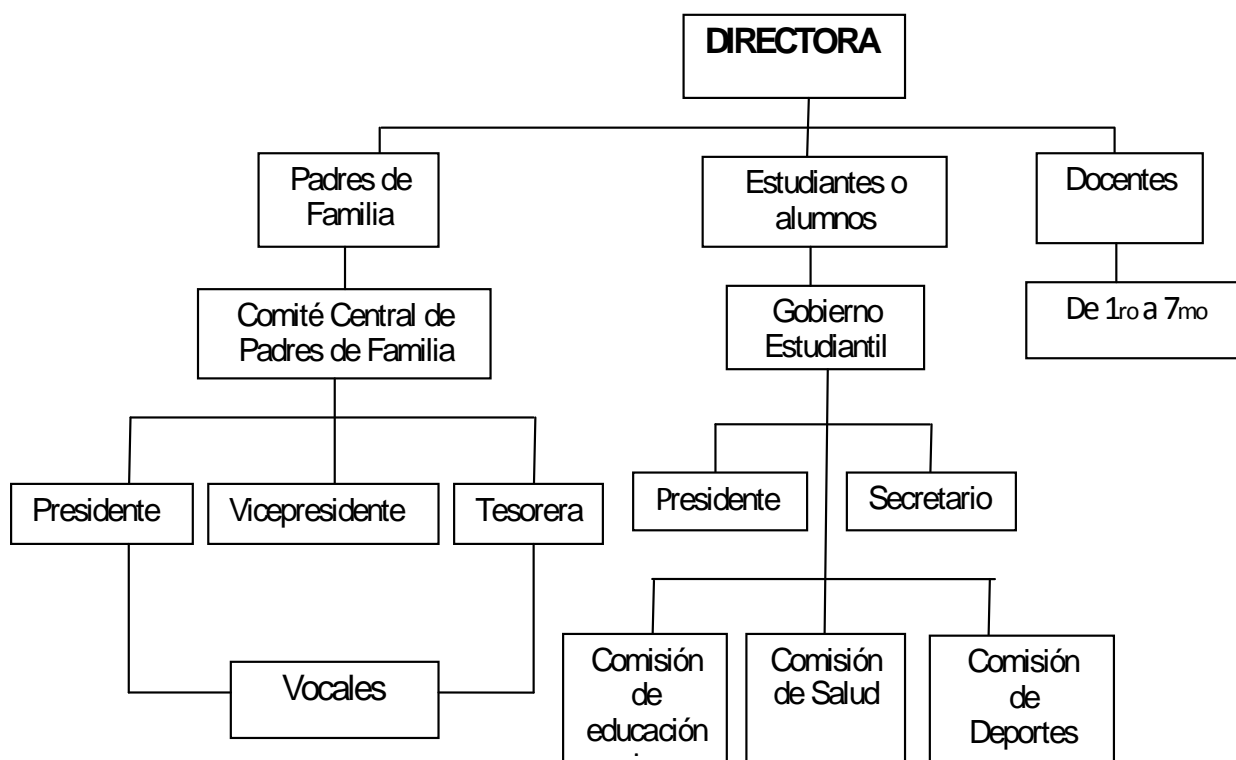 DIRECTORA
Padres de
Familia
Estudiantes o
alumnos
Docentes
Comité Central de
Padres de Familia
Gobierno
Estudiantil
De 1ro a 7mo
Presidente
Vicepresidente
Tesorera
Presidente
Secretario
Vocales
Comisión
de
educación
Comisión
de Salud
Comisión
de
Deportes